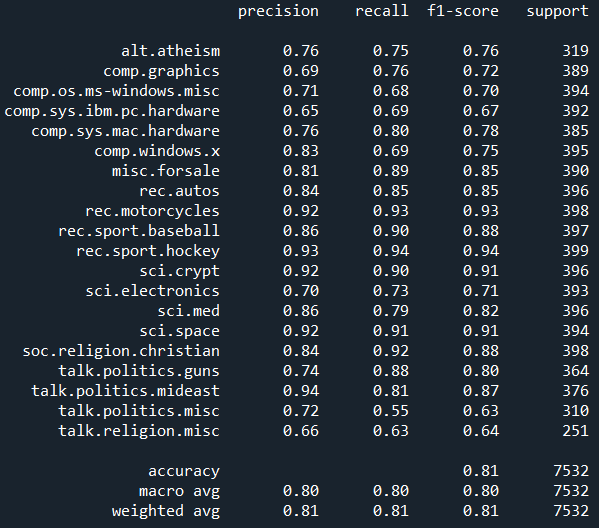 precision recall f1-score support
alt.atheism 0.76 0.75 0.76 319
comp.graphics 0.69 0.76 0.72 389
comp.os.ms-windows.misc 0.71 0.68 0.70 394
comp.sys.ibm.pc.hardware 0.65 0.69 0.67 392
comp.sys.mac.hardware 0.76 0.80 0.78 385
comp.windows.x 0.83 0.69 0.75 395
misc.forsale 0.81 0.89 0.85 390
rec.autos 0.84 0.85 0.85 396
rec.motorcycles 0.92 0.93 0.93 398
rec.sport.baseball 0.86 0.90 0.88 397
rec.sport.hockey 0.93 0.94 0.94 399
sci.crypt 0.92 0.90 0.91 396
sci.electronics 0.70 0.73 0.71 393
sci.med 0.86 0.79 0.82 396
sci.space 0.92 0.91 0.91 394
soc.religion.christian 0.84 0.92 0.88 398
talk.politics.guns 0.74 0.88 0.80 364
talk.politics.mideast 0.94 0.81 0.87 376
talk.politics.misc 0.72 0.55 0.63 310
talk.religion.misc 0.66 0.63 0.64 251
accuracy 0.81 7532
macro avg 0.80 0.80 0.80 7532
weighted avg 0.81 0.81 0.81 7532